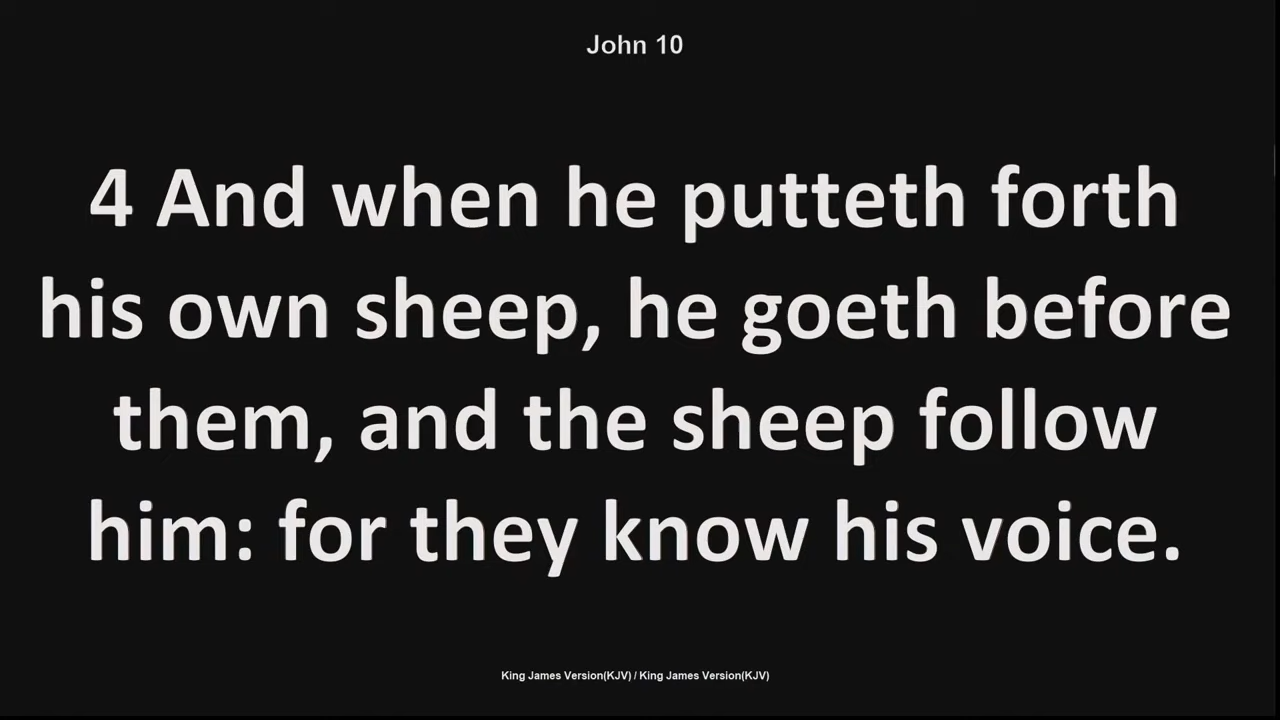 John 10
4 And when he putteth forth
his own sheep, he goeth before
them, and the sheep follow
him: for they know his voice.
King James Version(KJV) / King James Version(KJV)